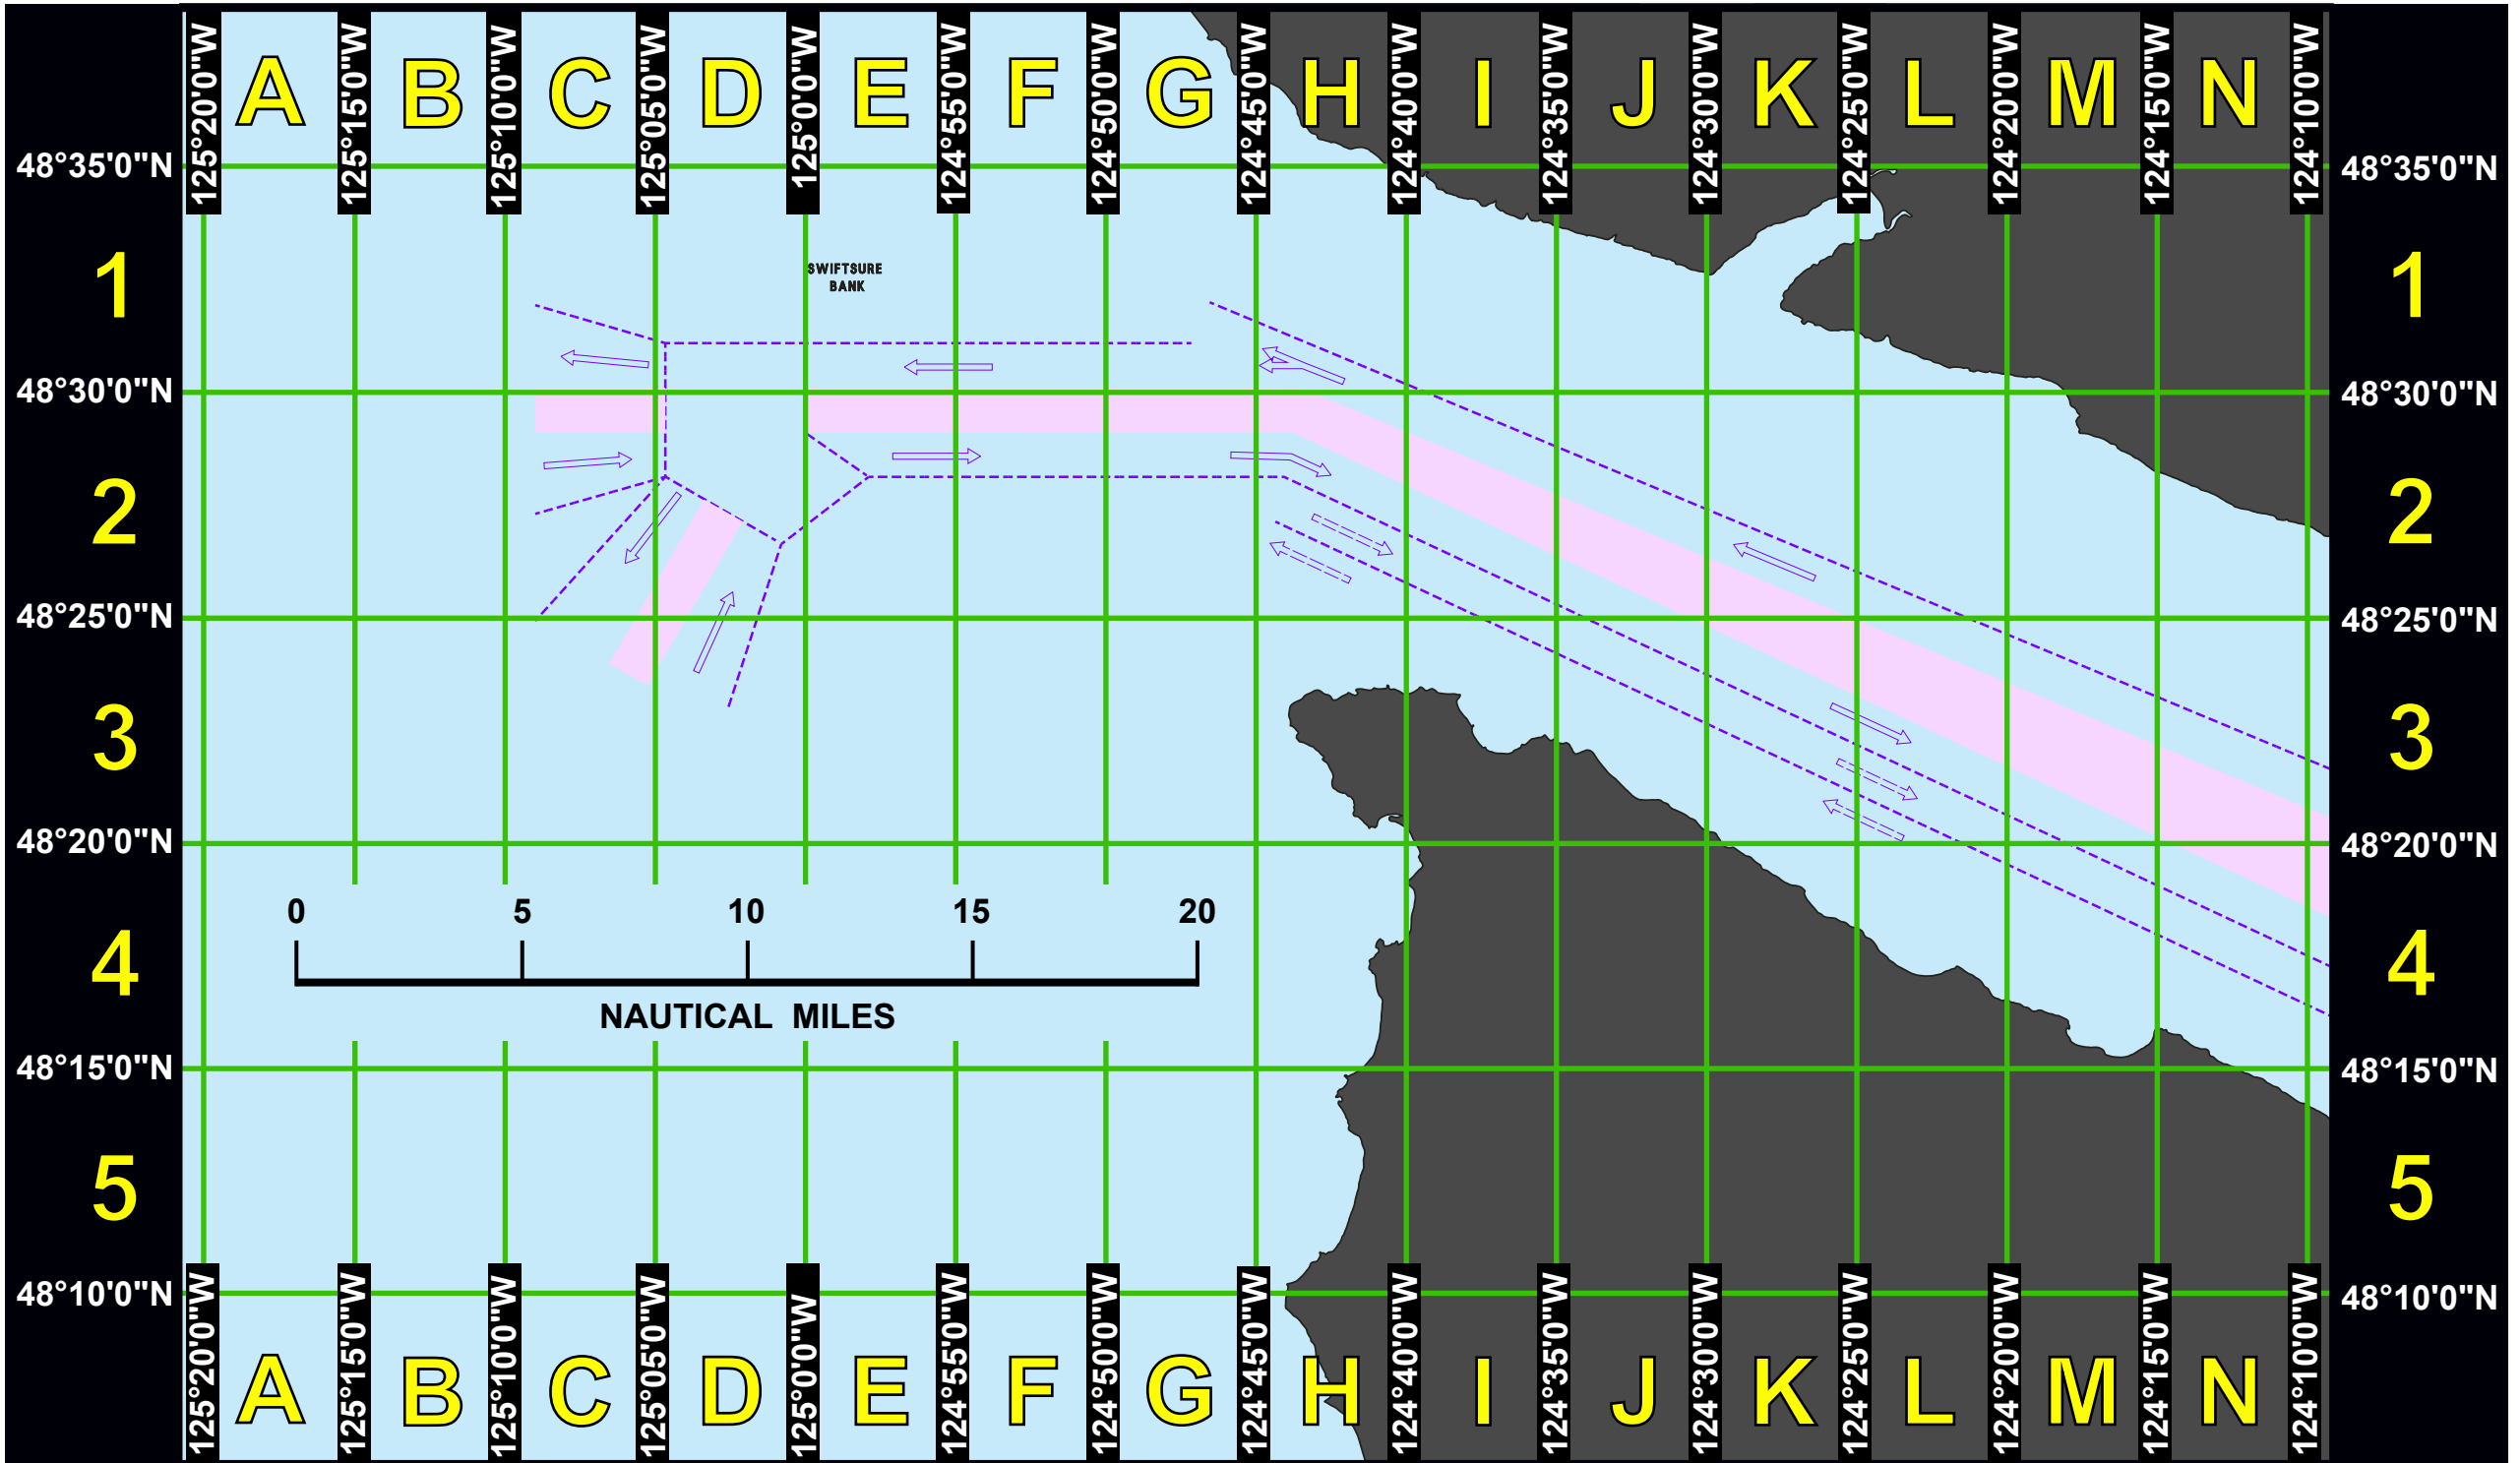 125°20'0"W A 125°15'0"W B 125°10'0"W C 125°05'0"W D 125°0'0"W E 124°55'0"W F 124°50'0"W G 124°45'0"W H 124°40'0"W I 124°35'0"W J 124°30'0"W K 124°25'0"W L 124°20'0"W M 124°15'0"W N 124°10'0"W
48°35'0"N 48°35'0"N
1 1
SWIFTSURE
BANK
48°30'0"N 48°30'0"N
2 2
48°25'0"N 48°25'0"N
3 3
48°20'0"N 48°20'0"N
0 5 10 15 20
4 4
NAUTICAL MILES
48°15'0"N 48°15'0"N
5 5
48°10'0"N 48°10'0"N
125°20'0"W A 125°15'0"W B 125°10'0"W C 125°05'0"W D 125°0'0"W E 124°55'0"W F 124°50'0"W G 124°45'0"W H 124°40'0"W I 124°35'0"W J 124°30'0"W K 124°25'0"W L 124°20'0"W M 124°15'0"W N 124°10'0"W